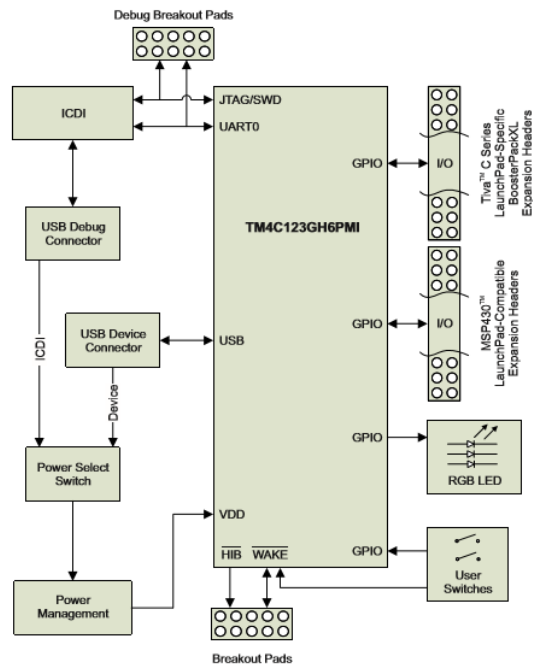 Debug Breakout Pads
ICDI
JTAG/SWD
UART0
GPIO
I/O
Tiva™ C Series
LaunchPad-Specific
BoosterPackXL
Expansion Headers
TM4C123GH6PMI
USB Debug
Connector
ICDI
USB Device
Connector
USB
GPIO
I/O
MSP430™
LaunchPad-Compatible
Expansion Headers
Device
GPIO
RGB LED
Power Select
Switch
VDD
HIB WAKE
GPIO
User
Switches
Power
Management
Breakout Pads